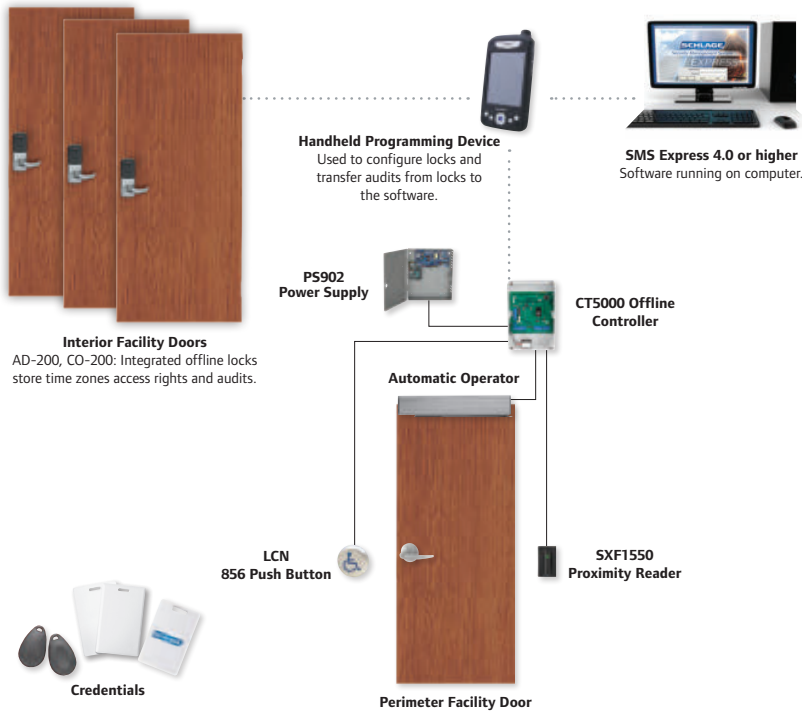 SCHLAGE
EXPRESS
Handheld Programming Device
Used to configure locks and
transfer audits from locks to
the software.
SMS Express 4.0 or higher
Software running on computer.
PS902
Power Supply
CT5000 Offline
Controller
Interior Facility Doors
AD-200, CO-200: Integrated offline locks
store time zones access rights and audits.
Automatic Operator
LCN
856 Push Button
SXF1550
Proximity Reader
Credentials
Perimeter Facility Door